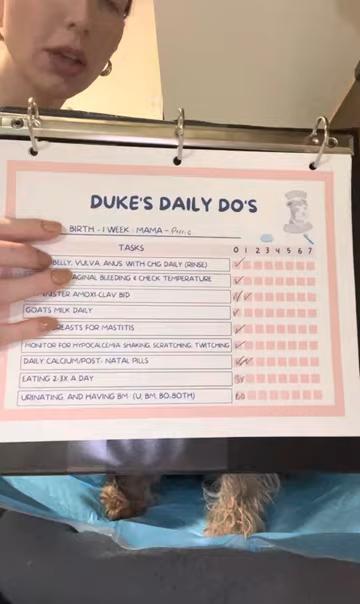 DUKE'S DAILY DO'S
BIRTH - 1 WEEK : MAMA -
TASKS 0 1 2 3 4 5 6 7
BELLY, VULVA, ANUS WITH CHG DAILY (RINSE)
VAGINAL BLEEDING & CHECK TEMPERATURE
AMOXI-CLAV BID
GOATS MILK DAILY
BREASTS FOR MASTITIS
MONITOR FOR HYPOCALCEMIA SHAKING, SCRATCHING, TWITCHING
DAILY CALCIUM/POST- NATAL PILLS
EATING 2-3X A DAY
URINATING, AND HAVING BM (U, BM, BO:BOTH) BO